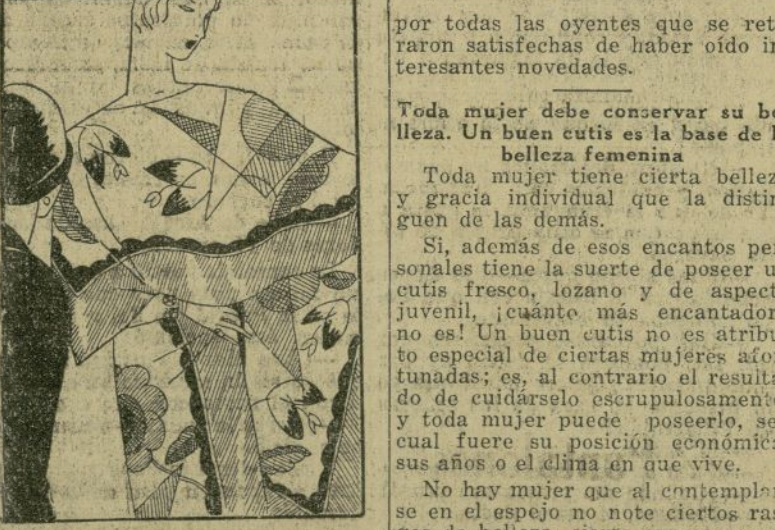 por todas las oyentes que se reti
raron satisfechas de haber oído in
teresantes novedades.
Toda mujer debe conservar su be
lleza. Un buen cutis es la base de l
belleza femenina
Toda mujer tiene cierta bellez
y gracia individual que la distin
guen de las demás.
Si, además de esos encantos per
sonales tiene la suerte de poseer u
cutis fresco, lozano y de aspect
juvenil, ¡cuánto más encantador
no es! Un buen cutis no es atribu
to especial de ciertas mujeres afor
tunadas; es, al contrario el resulta
do de cuidárselo escrupulosamente
y toda mujer puede poseerlo, sea
cual fuere su posición económica
sus años o el clima en que vive.
No hay mujer que al contemplar
se en el espejo no note ciertos ras